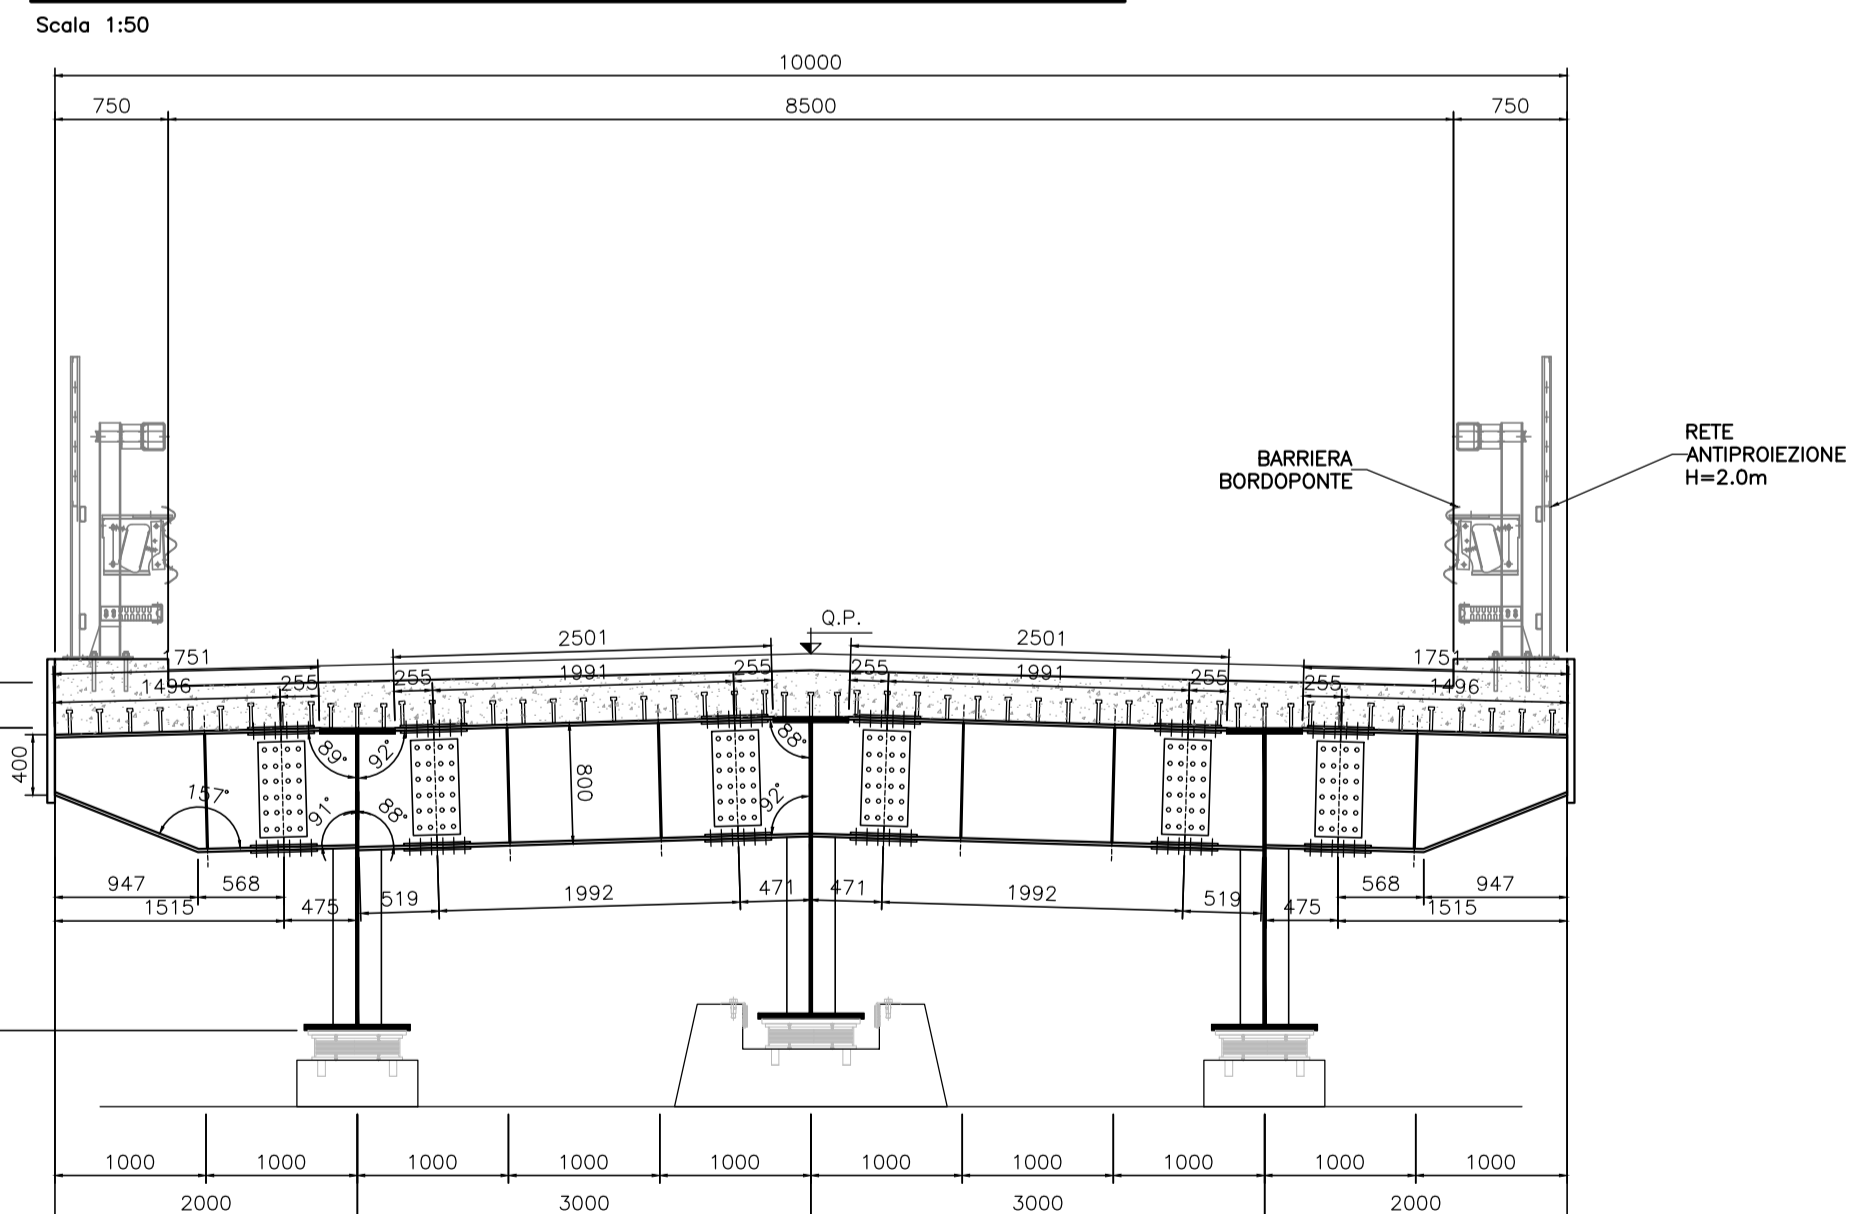 Scala 1:50
10000
750 8500 750
RETE
ANTIPROIEZIONE
H=2.0m
BARRIERA
BORDOPONTE
Q.P.
2501 2501
1751 1751
1991 255 255 1991
255 255
1496 255 255 1496
400
89° 92° 88°
800
157° 91° 88° 92°
947 568 471 471 568 947
519 1992 1992 519
1515 475 475 1515
1000 1000 1000 1000 1000 1000 1000 1000 1000 1000
2000 3000 3000 2000